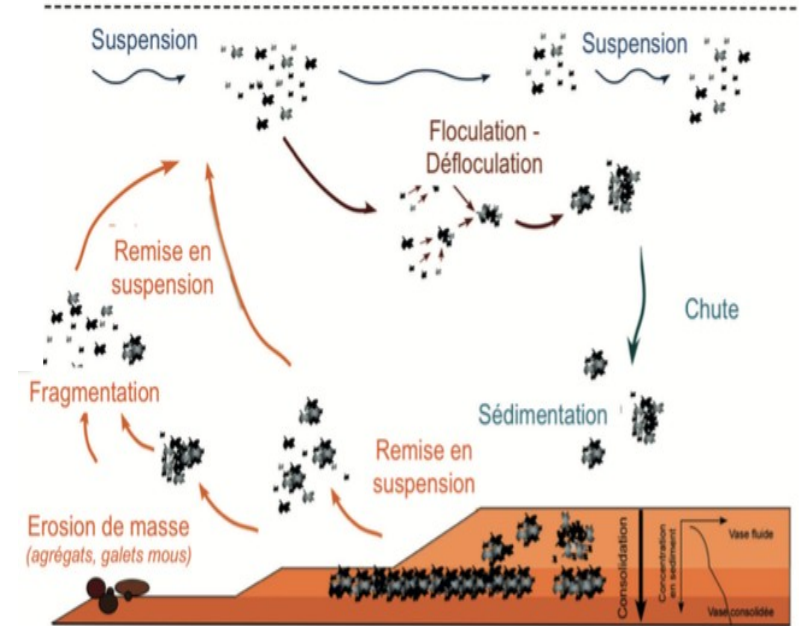 Suspension
Suspension
Floculation -
Défloculation
Remise en
suspension
Chute
Fragmentation
Sédimentation
Remise en
suspension
Erosion de masse
(agrégats, galets mous)
Consolidation
Concentration
en sédiment
Vase fluide
Vase consolidée